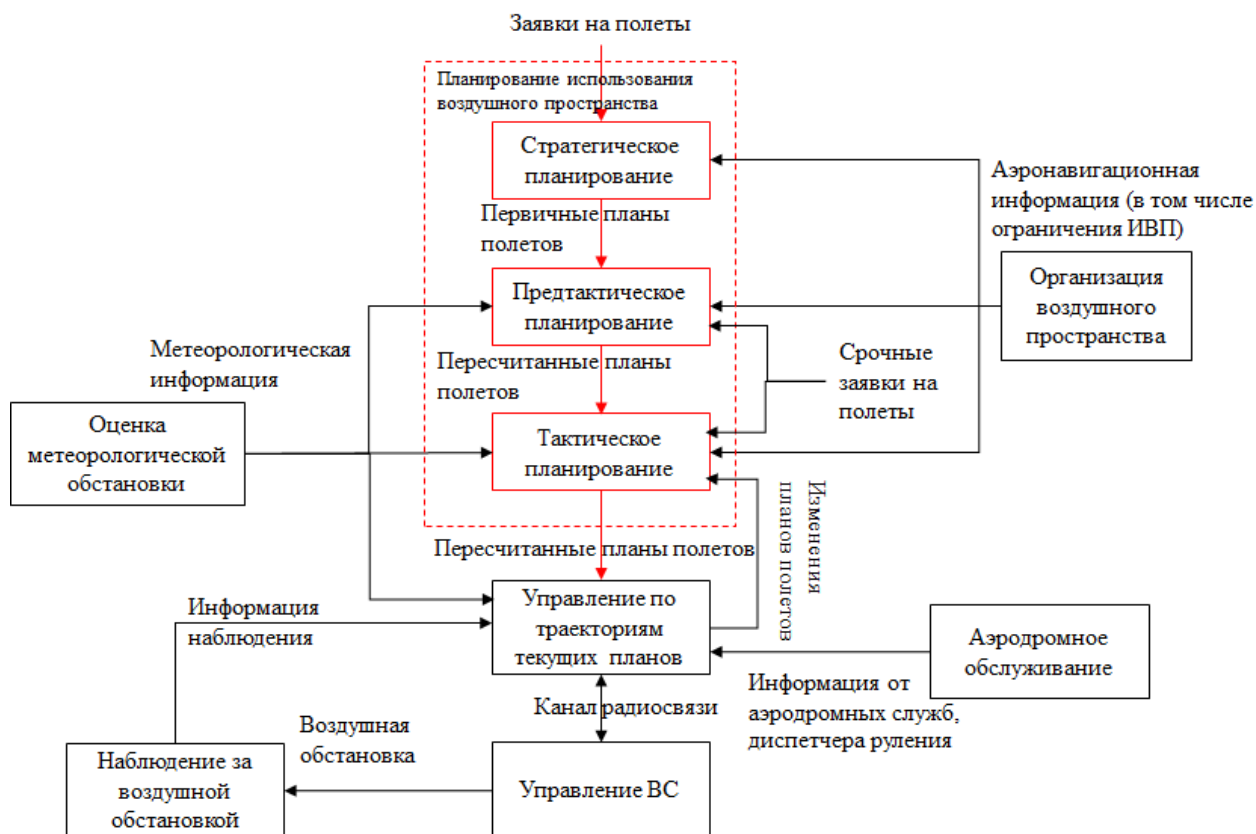 Заявки на полеты
Планирование использования
воздушного пространства
Стратегическое
планирование
Аэронавигационная
информация (в том числе
ограничения ИВП)
Первичные планы
полетов
Организация
воздушного
пространства
Предтактическое
планирование
Метеорологическая
информация
Пересчитанные планы
полетов
Срочные
заявки на
полеты
Оценка
метеорологической
обстановки
Тактическое
планирование
Изменения
планов полетов
Пересчитанные планы полетов
Информация
наблюдения
Управление по
траекториям
текущих планов
Аэродромное
обслуживание
Информация от
аэродромных служб,
диспетчера руления
Канал радиосвязи
Воздушная
обстановка
Наблюдение за
воздушной
обстановкой
Управление ВС